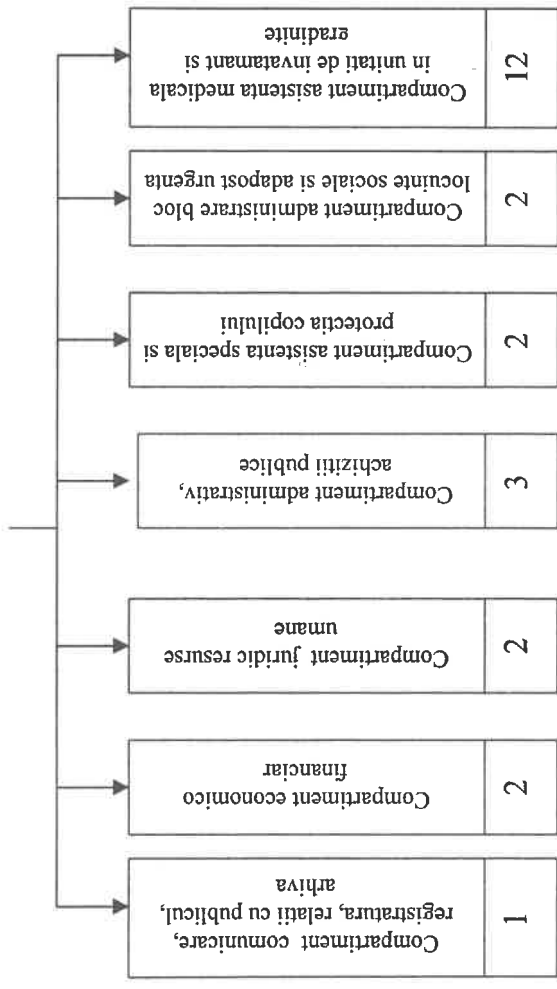 Compartiment comunicare,
registratura, relatii cu publicul,
arhiva
1
Compartiment economico
financiar
2
Compartiment juridic resurse
umane
2
Compartiment administrativ,
achizitii publice
3
Compartiment asistenta speciala si
protectia copilului
2
Compartiment administrare bloc
locuinte sociale si adapost urgenta
2
Compartiment asistenta medicala
in unitati de invatamant si
gradinite
12